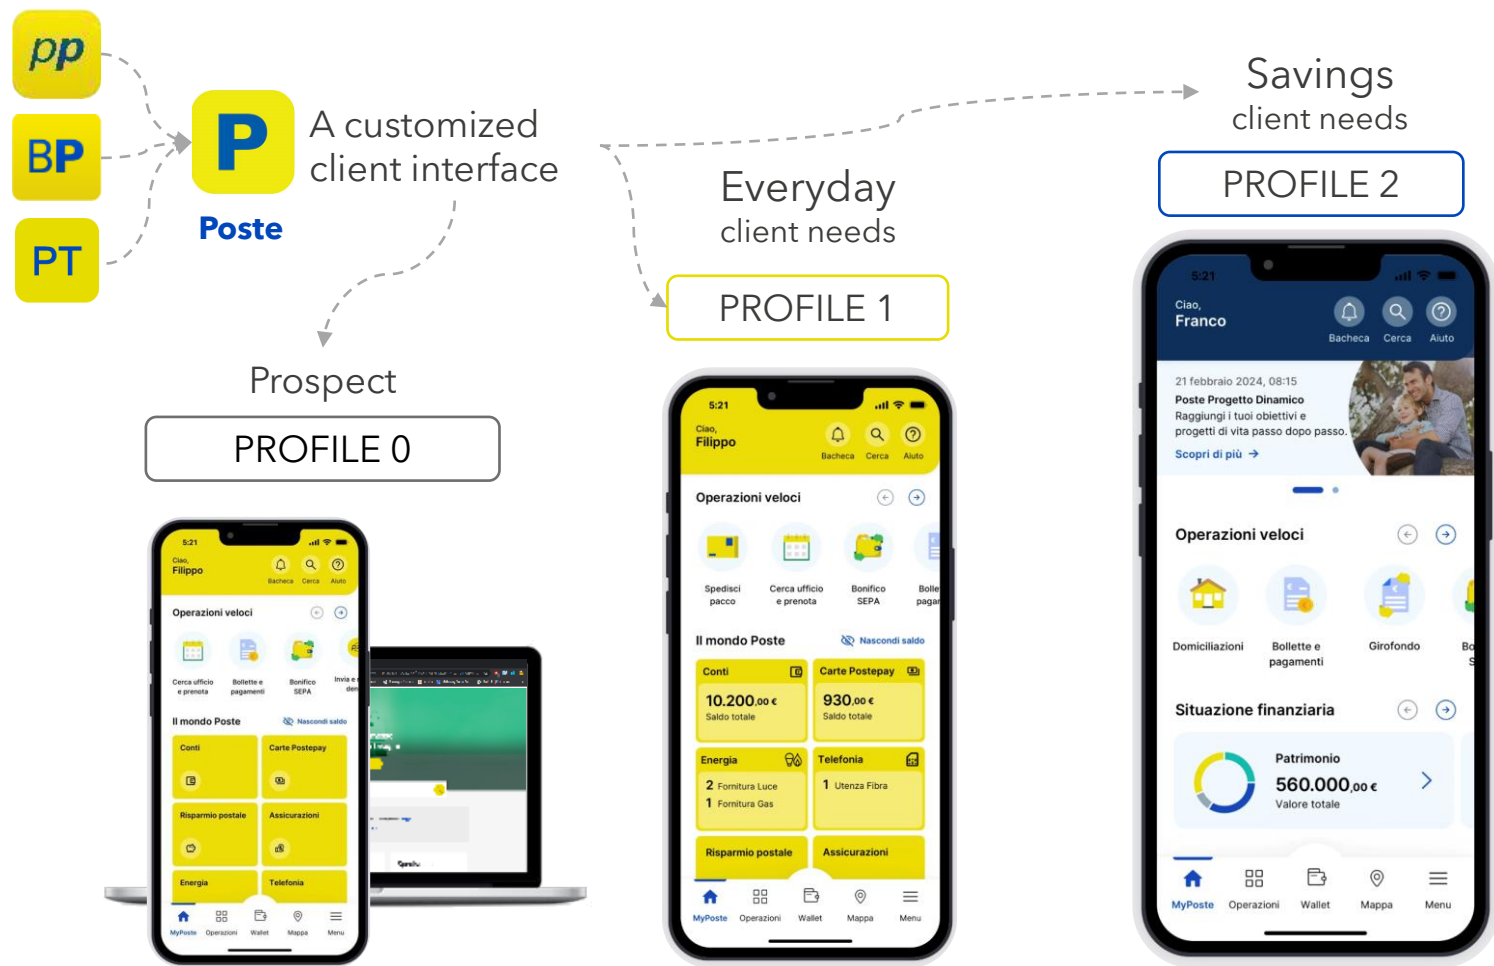 pp
BP
PT
P
Poste
A customized
client interface
Savings
client needs
PROFILE 2
Everyday
client needs
PROFILE 1
Prospect
PROFILE 0
5:21
Ciao,
Filippo
Bacheca Cerca Aiuto
Operazioni veloci
Cerca ufficio
e prenota
Bollette e
pagamenti
Bonifico
SEPA
Invia e
den
Il mondo Poste
Nascondi saldo
Conti
Carte Postepay
Risparmio postale
Assicurazioni
Energia
Telefonia
MyPoste Operazioni Wallet Mappa Menu
5:21
Ciao,
Filippo
Bacheca Cerca Aiuto
Operazioni veloci
Spedisci
pacco
Cerca ufficio
e prenota
Bonifico
SEPA
Bolle
pagar
Il mondo Poste
Nascondi saldo
Conti
10.200,00 €
Saldo totale
Carte Postepay
930,00 €
Saldo totale
Energia
2 Fornitura Luce
1 Fornitura Gas
Telefonia
1 Utenza Fibra
Risparmio postale
Assicurazioni
MyPoste Operazioni Wallet Mappa Menu
5:21
Ciao,
Franco
Bacheca Cerca Aiuto
21 febbraio 2024, 08:15
Poste Progetto Dinamico
Raggiungi i tuoi obiettivi e
progetti di vita passo dopo passo.
Scopri di più
Operazioni veloci
Domiciliazioni
Bollette e
pagamenti
Girofondo
Bo
S
Situazione finanziaria
Patrimonio
560.000,00 €
Valore totale
MyPoste Operazioni Wallet Mappa Menu